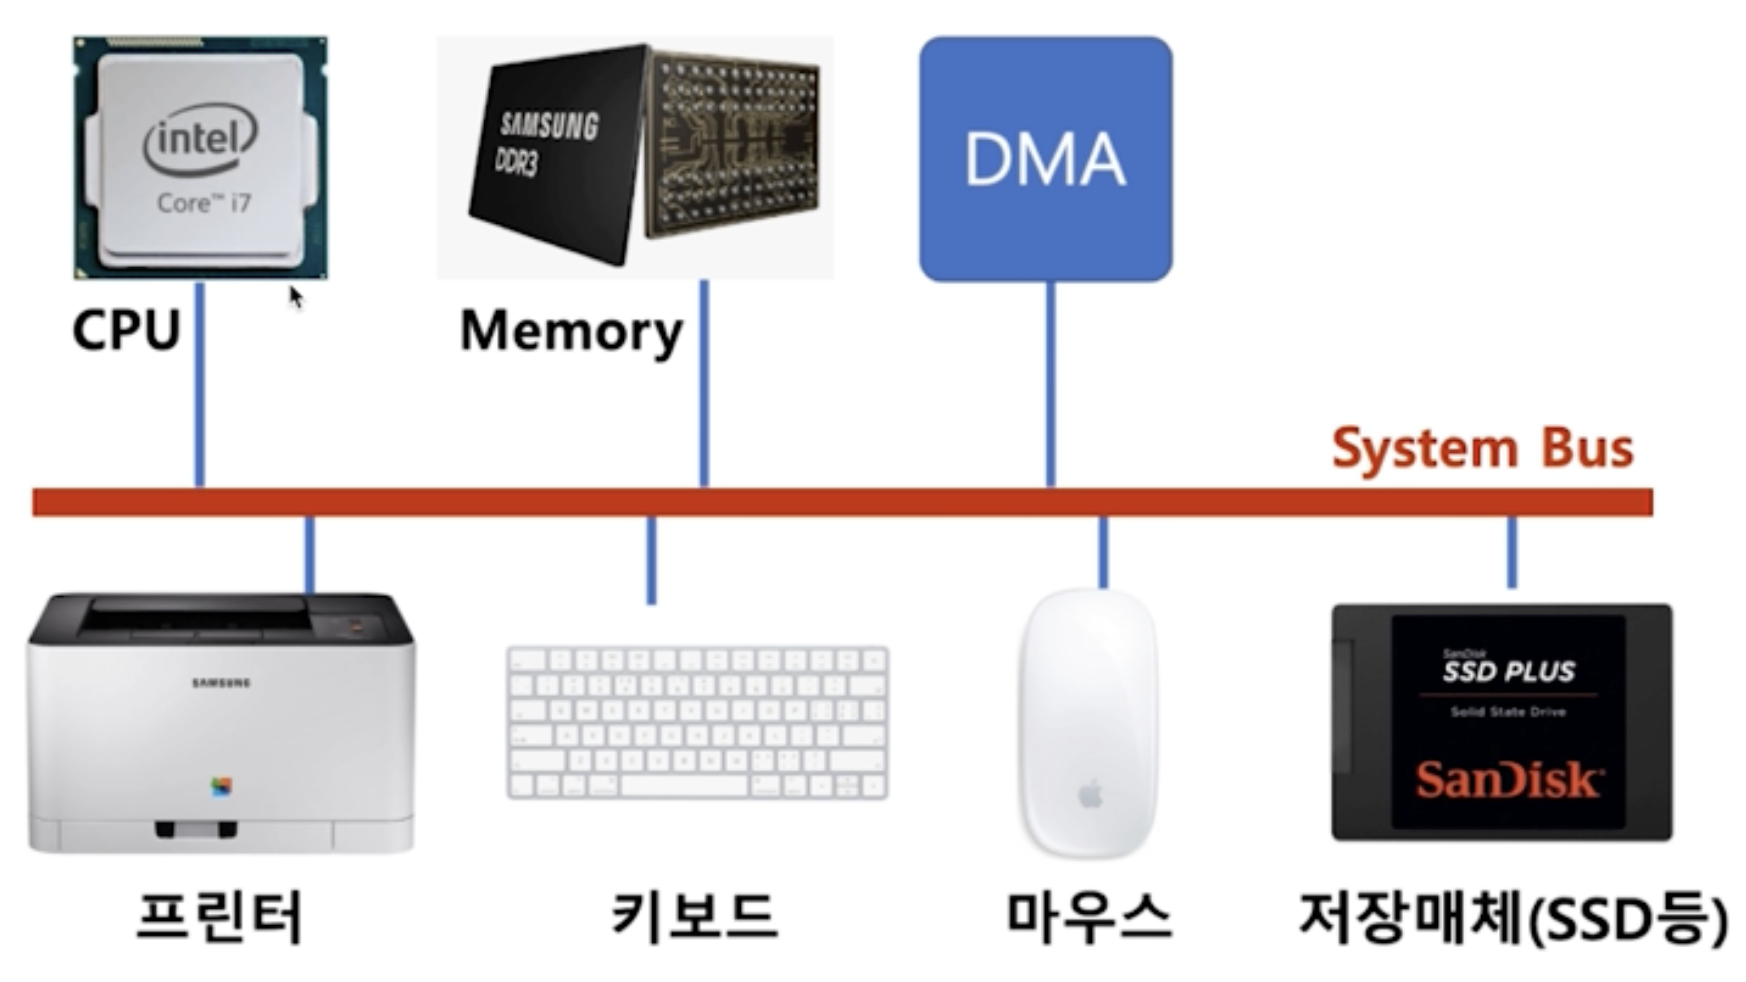 intel
Core™ i7
SAMSUNG
DDR3
DMA
CPU
Memory
System Bus
SAMSUNG
SanDisk
SSD PLUS
Solid State Drive
SanDisk
프린터
키보드
마우스
저장매체(SSD등)